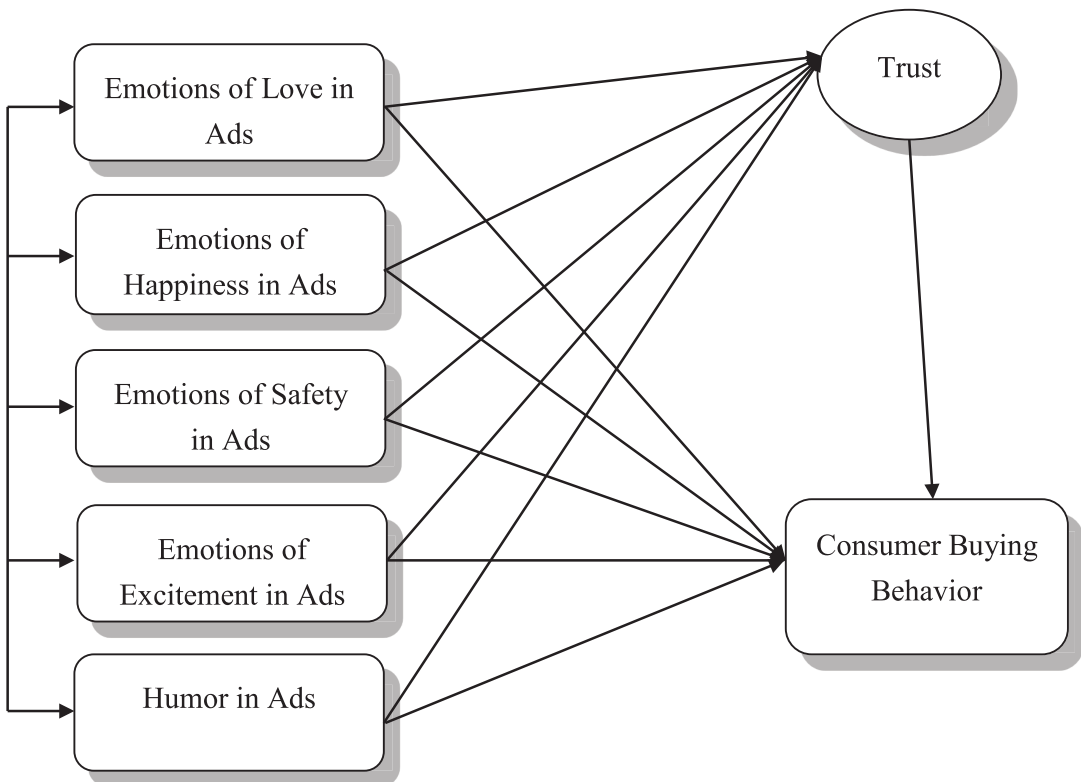 Emotions of Love in
Ads
Emotions of
Happiness in Ads
Emotions of Safety
in Ads
Emotions of
Excitement in Ads
Humor in Ads
Trust
Consumer Buying
Behavior